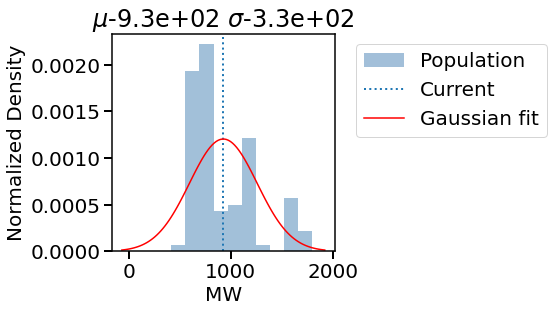 μ-9.3e+02 σ-3.3e+02
Normalized Density
0.0020
0.0015
0.0010
0.0005
0.0000
0
1000
2000
MW
Population
Current
Gaussian fit